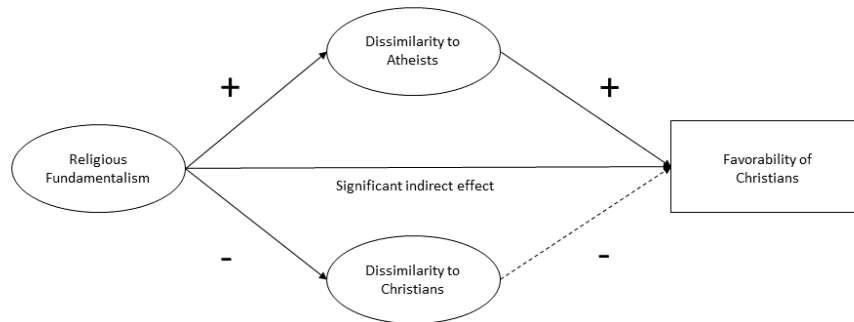 Dissimilarity to
Atheists
+
+
Religious
Fundamentalism
Favorability of
Christians
Significant indirect effect
-
-
Dissimilarity to
Christians